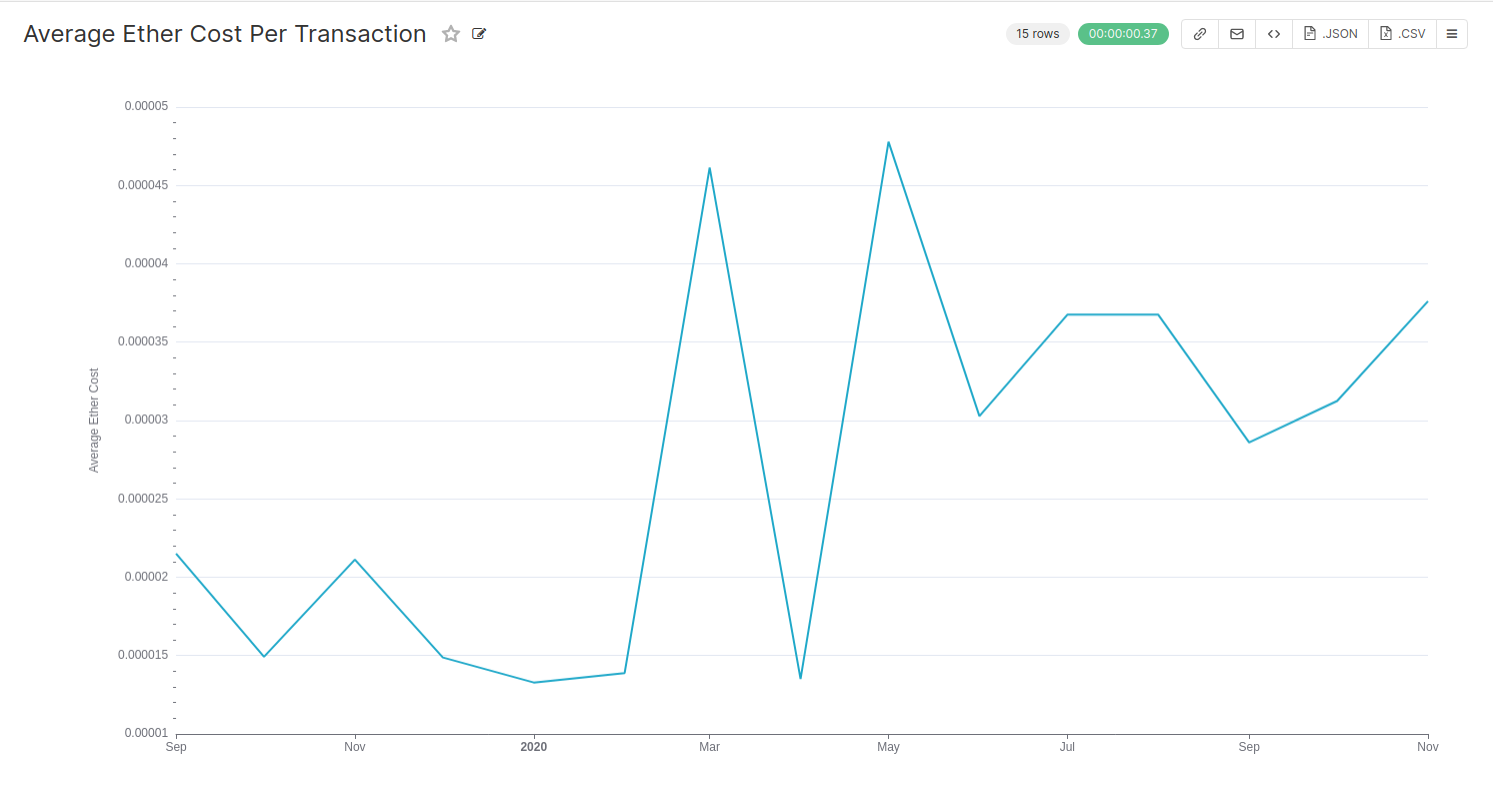 Average Ether Cost Per Transaction
15 rows
00:00:00.37
.JSON
.CSV
0.00005
0.000045
0.00004
0.000035
0.00003
0.000025
0.00002
0.000015
0.00001
Average Ether Cost
Sep Nov 2020 Mar May Jul Sep Nov